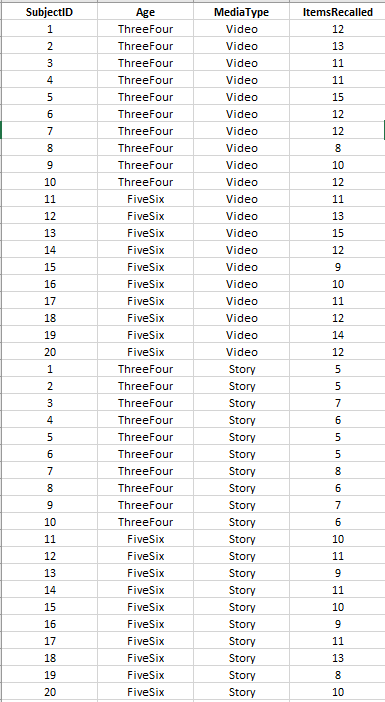 SubjectID Age MediaType ItemsRecalled
1 ThreeFour Video 12
2 ThreeFour Video 13
3 ThreeFour Video 11
4 ThreeFour Video 11
5 ThreeFour Video 15
6 ThreeFour Video 12
7 ThreeFour Video 12
8 ThreeFour Video 8
9 ThreeFour Video 10
10 ThreeFour Video 12
11 FiveSix Video 11
12 FiveSix Video 13
13 FiveSix Video 15
14 FiveSix Video 12
15 FiveSix Video 9
16 FiveSix Video 10
17 FiveSix Video 11
18 FiveSix Video 12
19 FiveSix Video 14
20 FiveSix Video 12
1 ThreeFour Story 5
2 ThreeFour Story 5
3 ThreeFour Story 7
4 ThreeFour Story 6
5 ThreeFour Story 5
6 ThreeFour Story 5
7 ThreeFour Story 8
8 ThreeFour Story 6
9 ThreeFour Story 7
10 ThreeFour Story 6
11 FiveSix Story 10
12 FiveSix Story 11
13 FiveSix Story 9
14 FiveSix Story 11
15 FiveSix Story 10
16 FiveSix Story 9
17 FiveSix Story 11
18 FiveSix Story 13
19 FiveSix Story 8
20 FiveSix Story 10